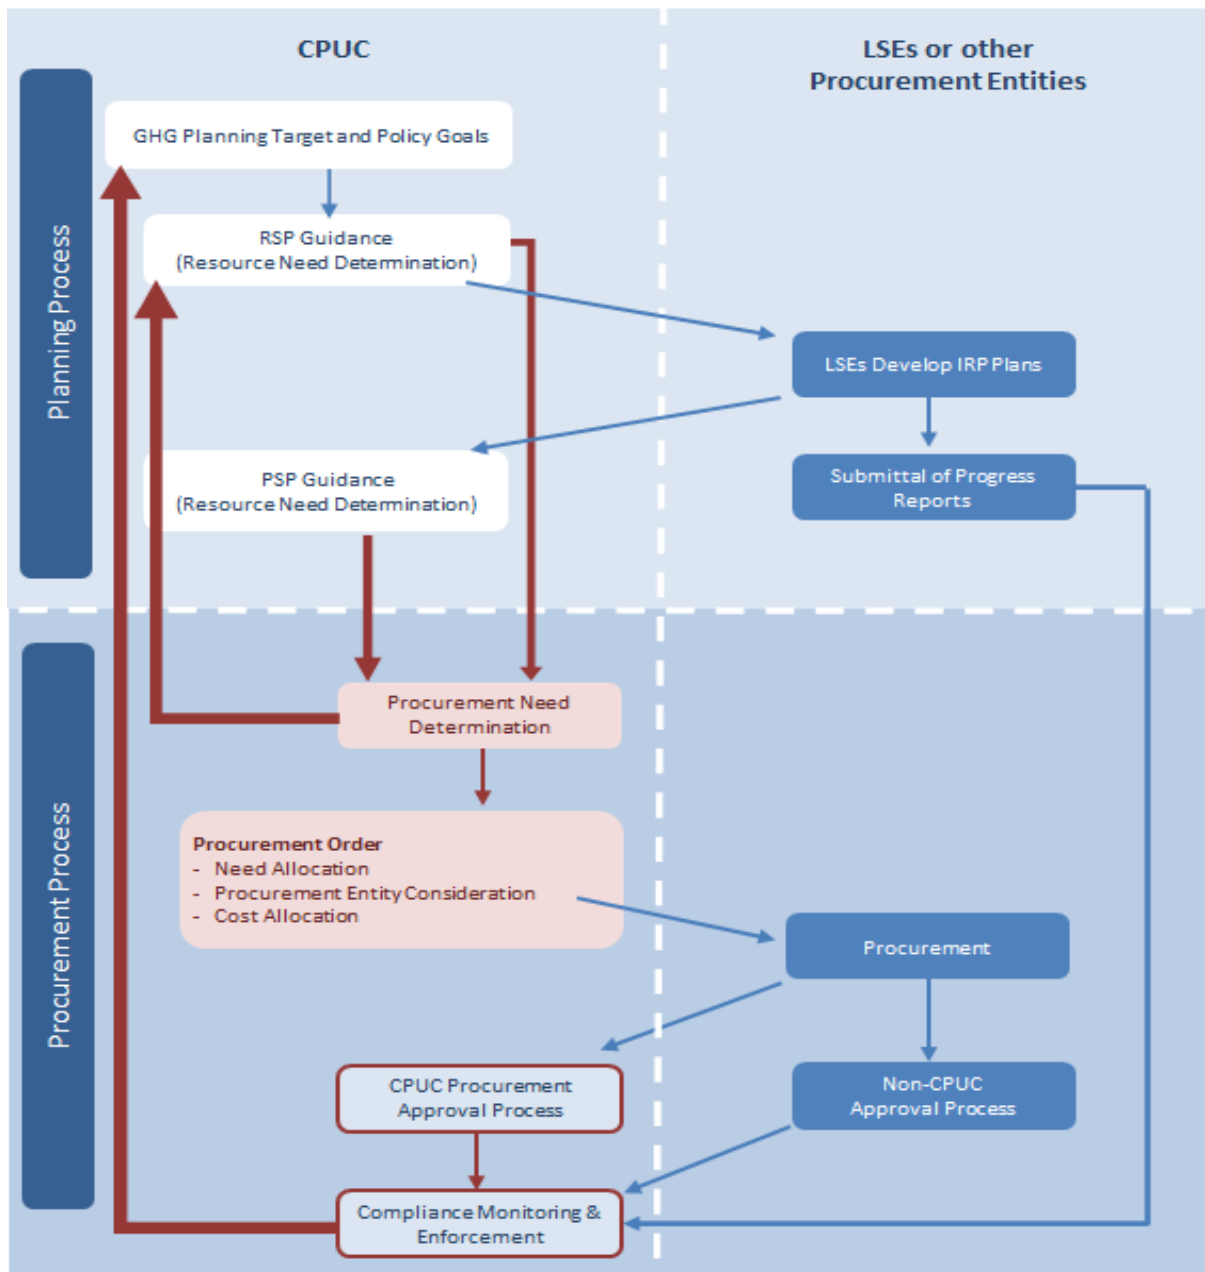 CPUC
LSEs or other
Procurement Entities
Planning Process
GHG Planning Target and Policy Goals
RSP Guidance
(Resource Need Determination)
LSEs Develop IRP Plans
PSP Guidance
(Resource Need Determination)
Submittal of Progress
Reports
Procurement Process
Procurement Need
Determination
Procurement Order
- Need Allocation
- Procurement Entity Consideration
- Cost Allocation
Procurement
CPUC Procurement
Approval Process
Non-CPUC
Approval Process
Compliance Monitoring &
Enforcement